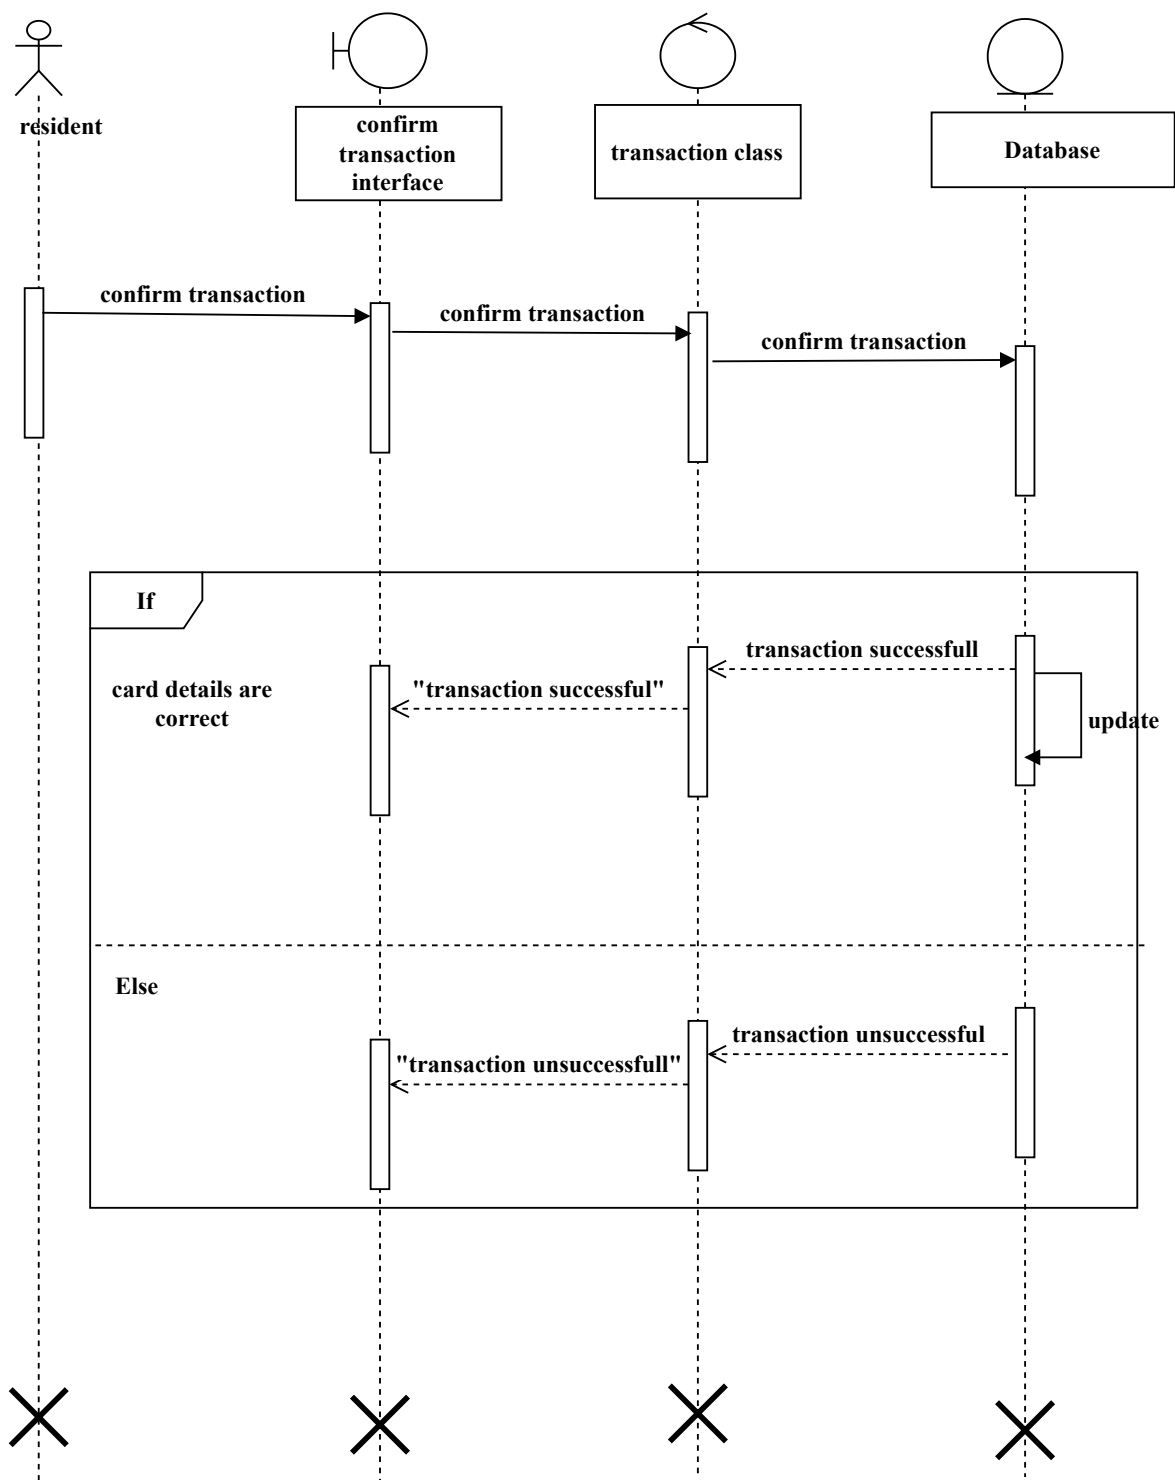 resident
confirm
transaction
interface
transaction class
Database
confirm transaction
confirm transaction
confirm transaction
If
card details are
correct
transaction successfull
"transaction successful"
update
Else
transaction unsuccessful
"transaction unsuccessfull"